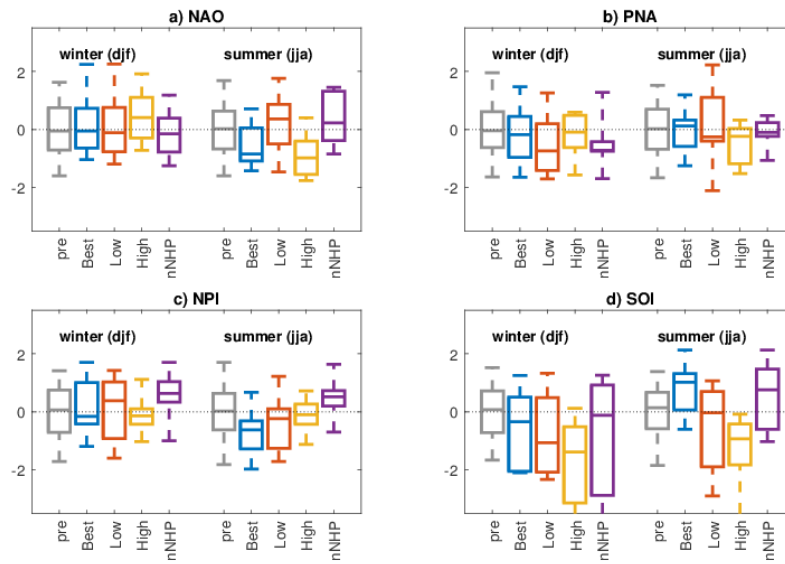 a) NAO
winter (djf) summer (jja)
2
0
-2
pre Best Low High nNHP pre Best Low High nNHP
b) PNA
winter (djf) summer (jja)
2
0
-2
pre Best Low High nNHP pre Best Low High nNHP
c) NPI
winter (djf) summer (jja)
2
0
-2
pre Best Low High nNHP pre Best Low High nNHP
d) SOI
winter (djf) summer (jja)
2
0
-2
pre Best Low High nNHP pre Best Low High nNHP